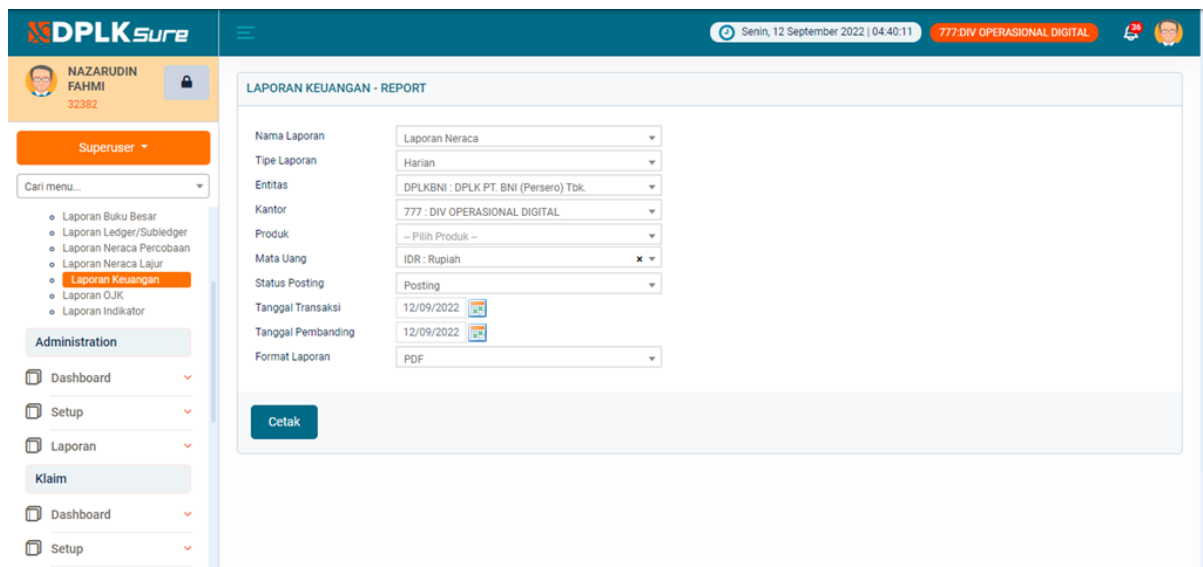 DPLK Sure
Senin, 12 September 2022 | 04:40:11
777:DIV OPERASIONAL DIGITAL
36
NAZARUDIN
FAHMI
32382
Superuser
Cari menu...
Laporan Buku Besar
Laporan Ledger/Subledger
Laporan Neraca Percobaan
Laporan Neraca Lajur
Laporan Keuangan
Laporan OJK
Laporan Indikator
Administration
Dashboard
Setup
Laporan
Klaim
Dashboard
Setup
LAPORAN KEUANGAN - REPORT
Nama Laporan Laporan Neraca
Tipe Laporan Harian
Entitas DPLKBNI : DPLK PT. BNI (Persero) Tbk.
Kantor 777 : DIV OPERASIONAL DIGITAL
Produk -- Pilih Produk --
Mata Uang IDR : Rupiah
Status Posting Posting
Tanggal Transaksi 12/09/2022
Tanggal Pembanding 12/09/2022
Format Laporan PDF
Cetak